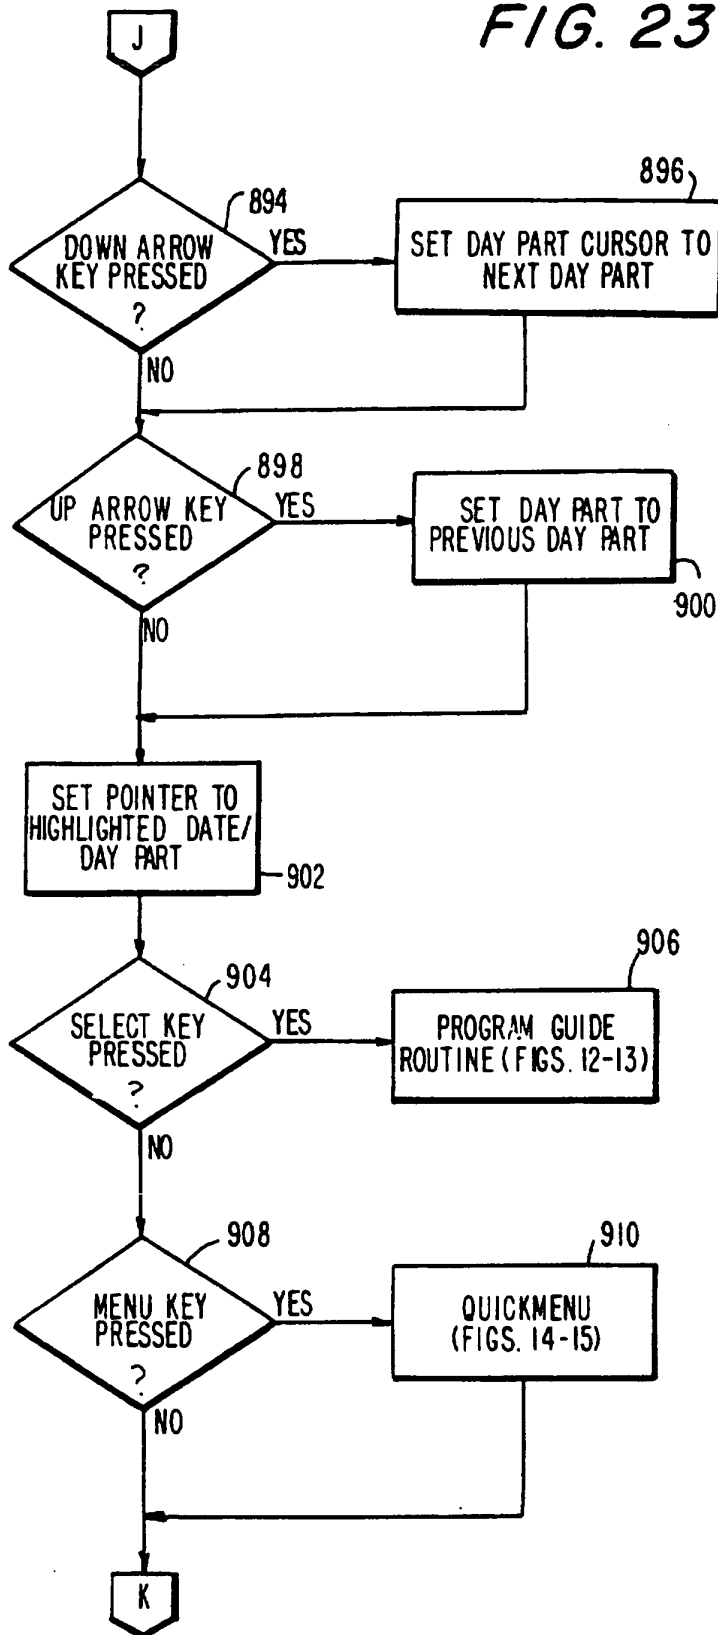 FIG. 23
J
894
DOWN ARROW
KEY PRESSED
?
YES
896
SET DAY PART CURSOR TO
NEXT DAY PART
NO
898
UP ARROW KEY
PRESSED
?
YES
SET DAY PART TO
PREVIOUS DAY PART
900
NO
SET POINTER TO
HIGHLIGHTED DATE/
DAY PART
902
904
SELECT KEY
PRESSED
?
YES
906
PROGRAM GUIDE
ROUTINE (FIGS. 12-13)
NO
908
MENU KEY
PRESSED
?
YES
910
QUICKMENU
(FIGS. 14-15)
NO
K